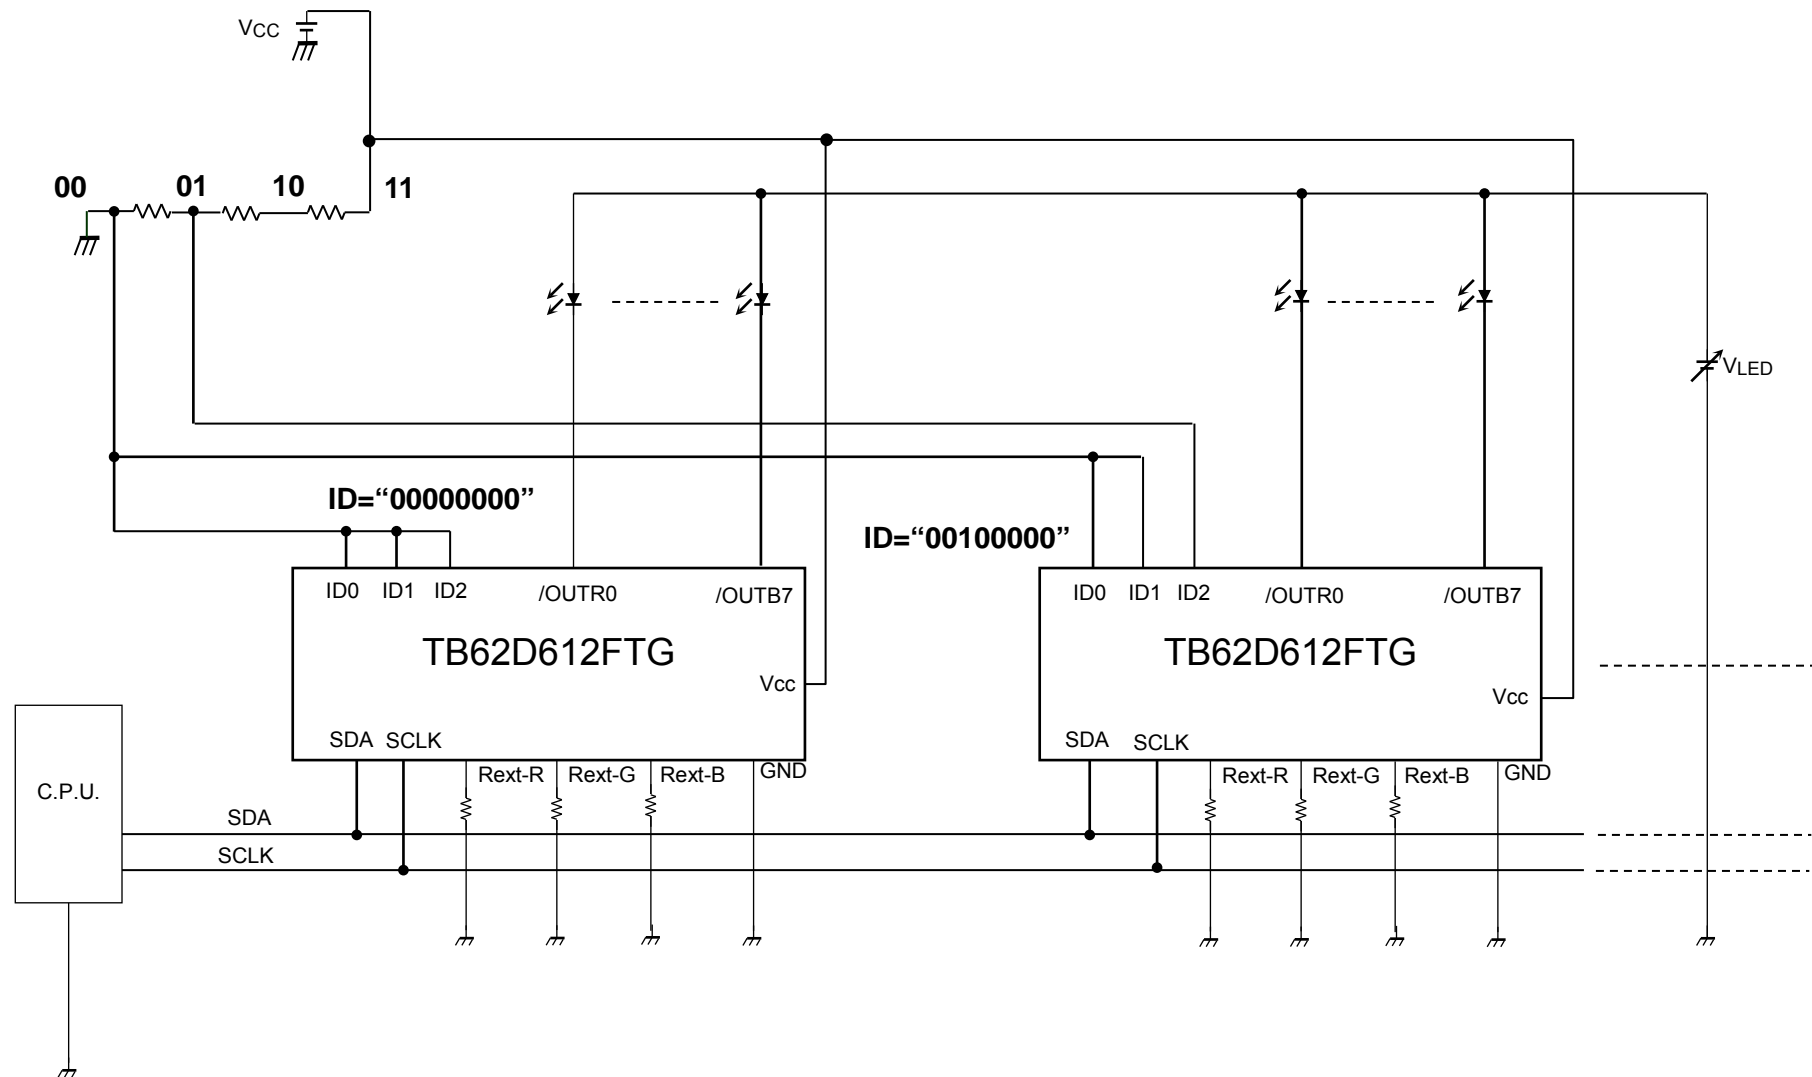 VCC
00 01 10 11
VLED
ID=“00000000”
ID=“00100000”
ID0 ID1 ID2 /OUTR0 /OUTB7
TB62D612FTG
Vcc
SDA SCLK
Rext-R Rext-G Rext-B GND
ID0 ID1 ID2 /OUTR0 /OUTB7
TB62D612FTG
Vcc
SDA SCLK
Rext-R Rext-G Rext-B GND
C.P.U.
SDA
SCLK